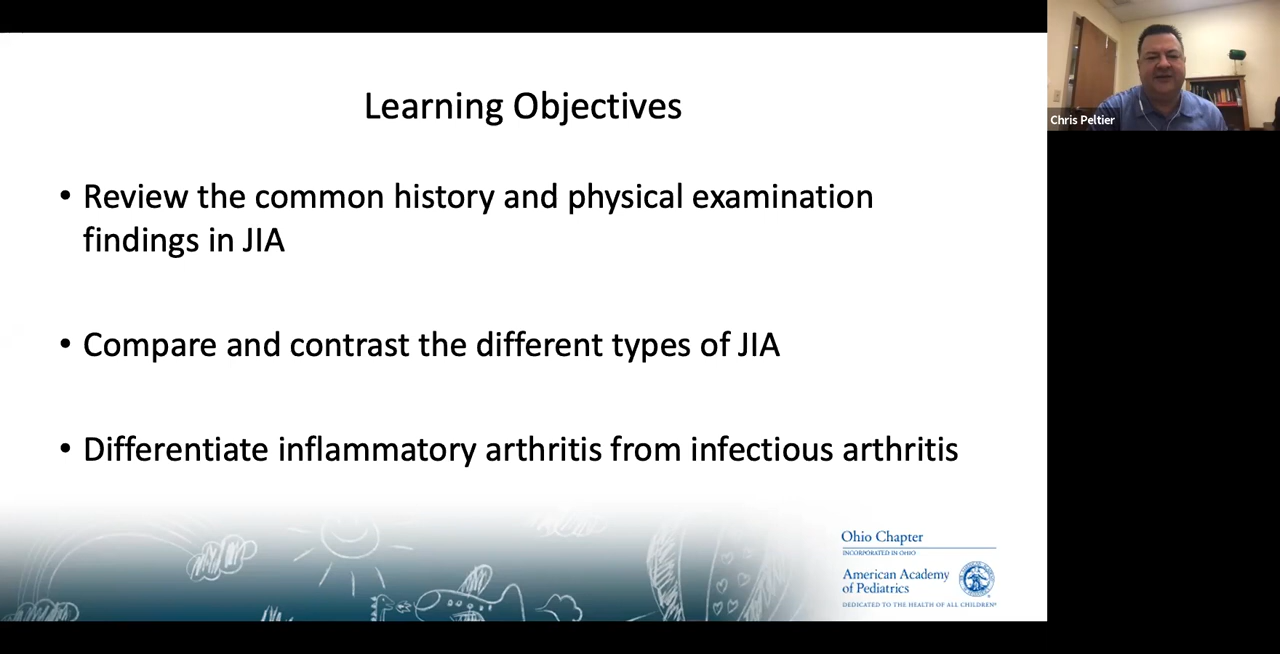 Learning Objectives
• Review the common history and physical examination
findings in JIA
• Compare and contrast the different types of JIA
• Differentiate inflammatory arthritis from infectious arthritis
Ohio Chapter
INCORPORATED IN OHIO
American Academy
of Pediatrics
DEDICATED TO THE HEALTH OF ALL CHILDREN®
Chris Peltier